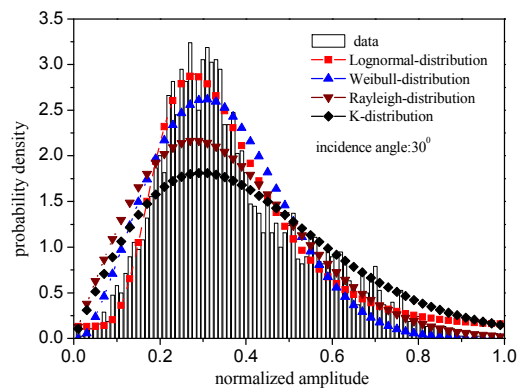 data
Lognormal-distribution
Weibull-distribution
Rayleigh-distribution
K-distribution
incidence angle:30⁰
probability density
3.5
3.0
2.5
2.0
1.5
1.0
0.5
0.0
0.0 0.2 0.4 0.6 0.8 1.0
normalized amplitude